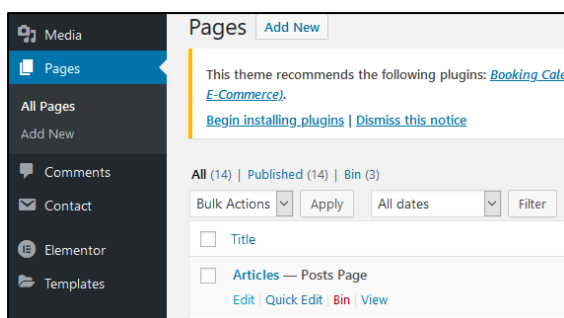 Media
Pages
All Pages
Add New
Comments
Contact
Elementor
Templates
Pages Add New
This theme recommends the following plugins: Booking
E-Commerce).
Begin installing plugins | Dismiss this notice
All (14) | Published (14) | Bin (3)
Bulk Actions Apply All dates Filter
Title
Articles — Posts Page
Edit | Quick Edit | Bin | View